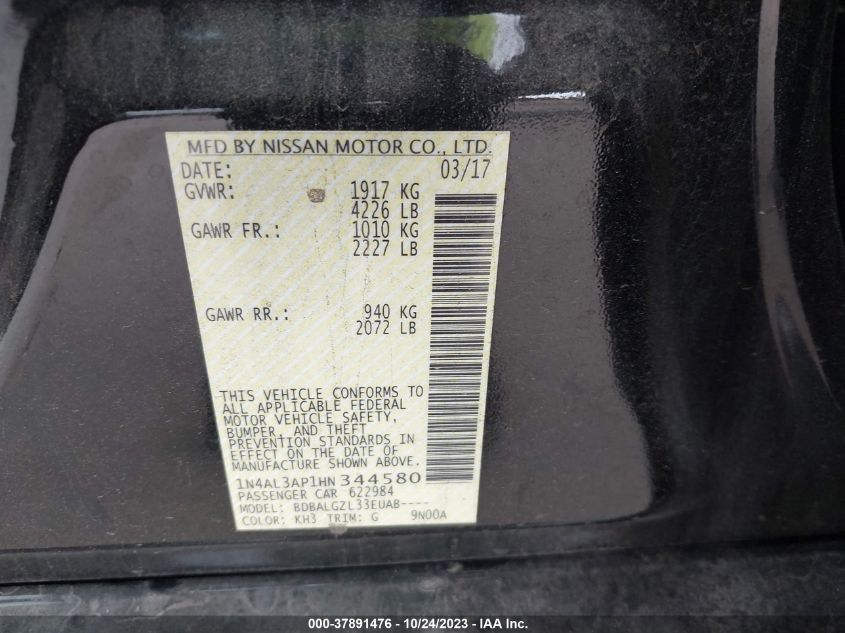 MFD BY NISSAN MOTOR CO., LTD.
DATE: 03/17
GVWR: 1917 KG
4226 LB
GAWR FR.: 1010 KG
2227 LB
GAWR RR.: 940 KG
2072 LB
THIS VEHICLE CONFORMS TO
ALL APPLICABLE FEDERAL
MOTOR VEHICLE SAFETY,
BUMPER, AND THEFT
PREVENTION STANDARDS IN
EFFECT ON THE DATE OF
MANUFACTURE SHOWN ABOVE.
1N4AL3AP1HN344580
PASSENGER CAR 622984
MODEL: BDBALGZL33EUAB----
COLOR: KH3 TRIM: G 9N00A
000-37891476 - 10/24/2023 - IAA Inc.